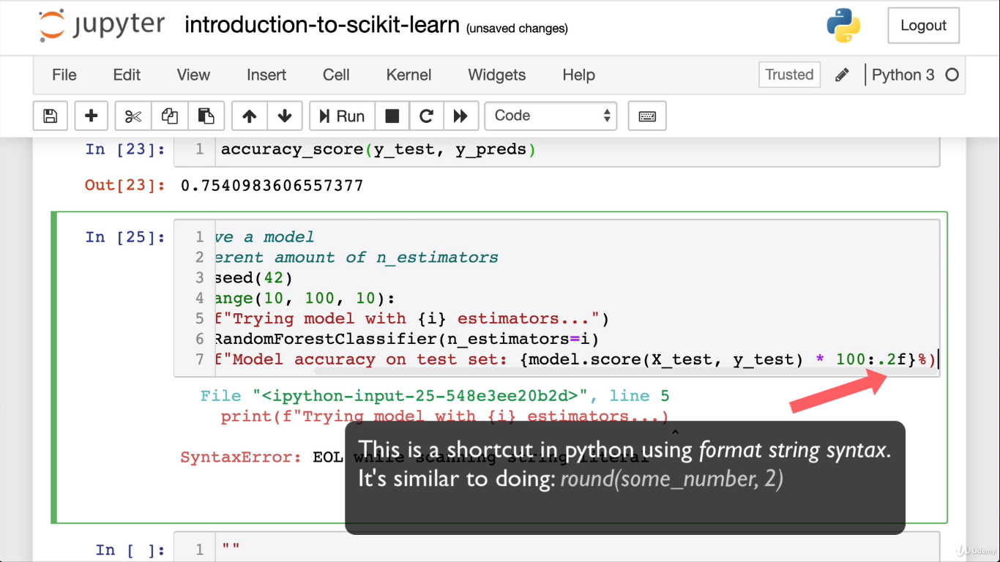 jupyter introduction-to-scikit-learn (unsaved changes) Logout
File Edit View Insert Cell Kernel Widgets Help Trusted Python 3
Run Code
In [23]: 1 accuracy_score(y_test, y_preds)
Out[23]: 0.7540983606557377
In [25]: 1 ve a model
2 erent amount of n_estimators
3 seed(42)
4 ange(10, 100, 10):
5 f"Trying model with {i} estimators...")
6 RandomForestClassifier(n_estimators=i)
7 f"Model accuracy on test set: {model.score(X_test, y_test) * 100:.2f}%)
File "<ipython-input-25-548e3ee20b2d>", line 5
print(f"Trying model with {i} estimators...)
^
SyntaxError: EOL while scanning string literal
This is a shortcut in python using format string syntax.
It's similar to doing: round(some_number, 2)
In [ ]: 1 ""
Udemy